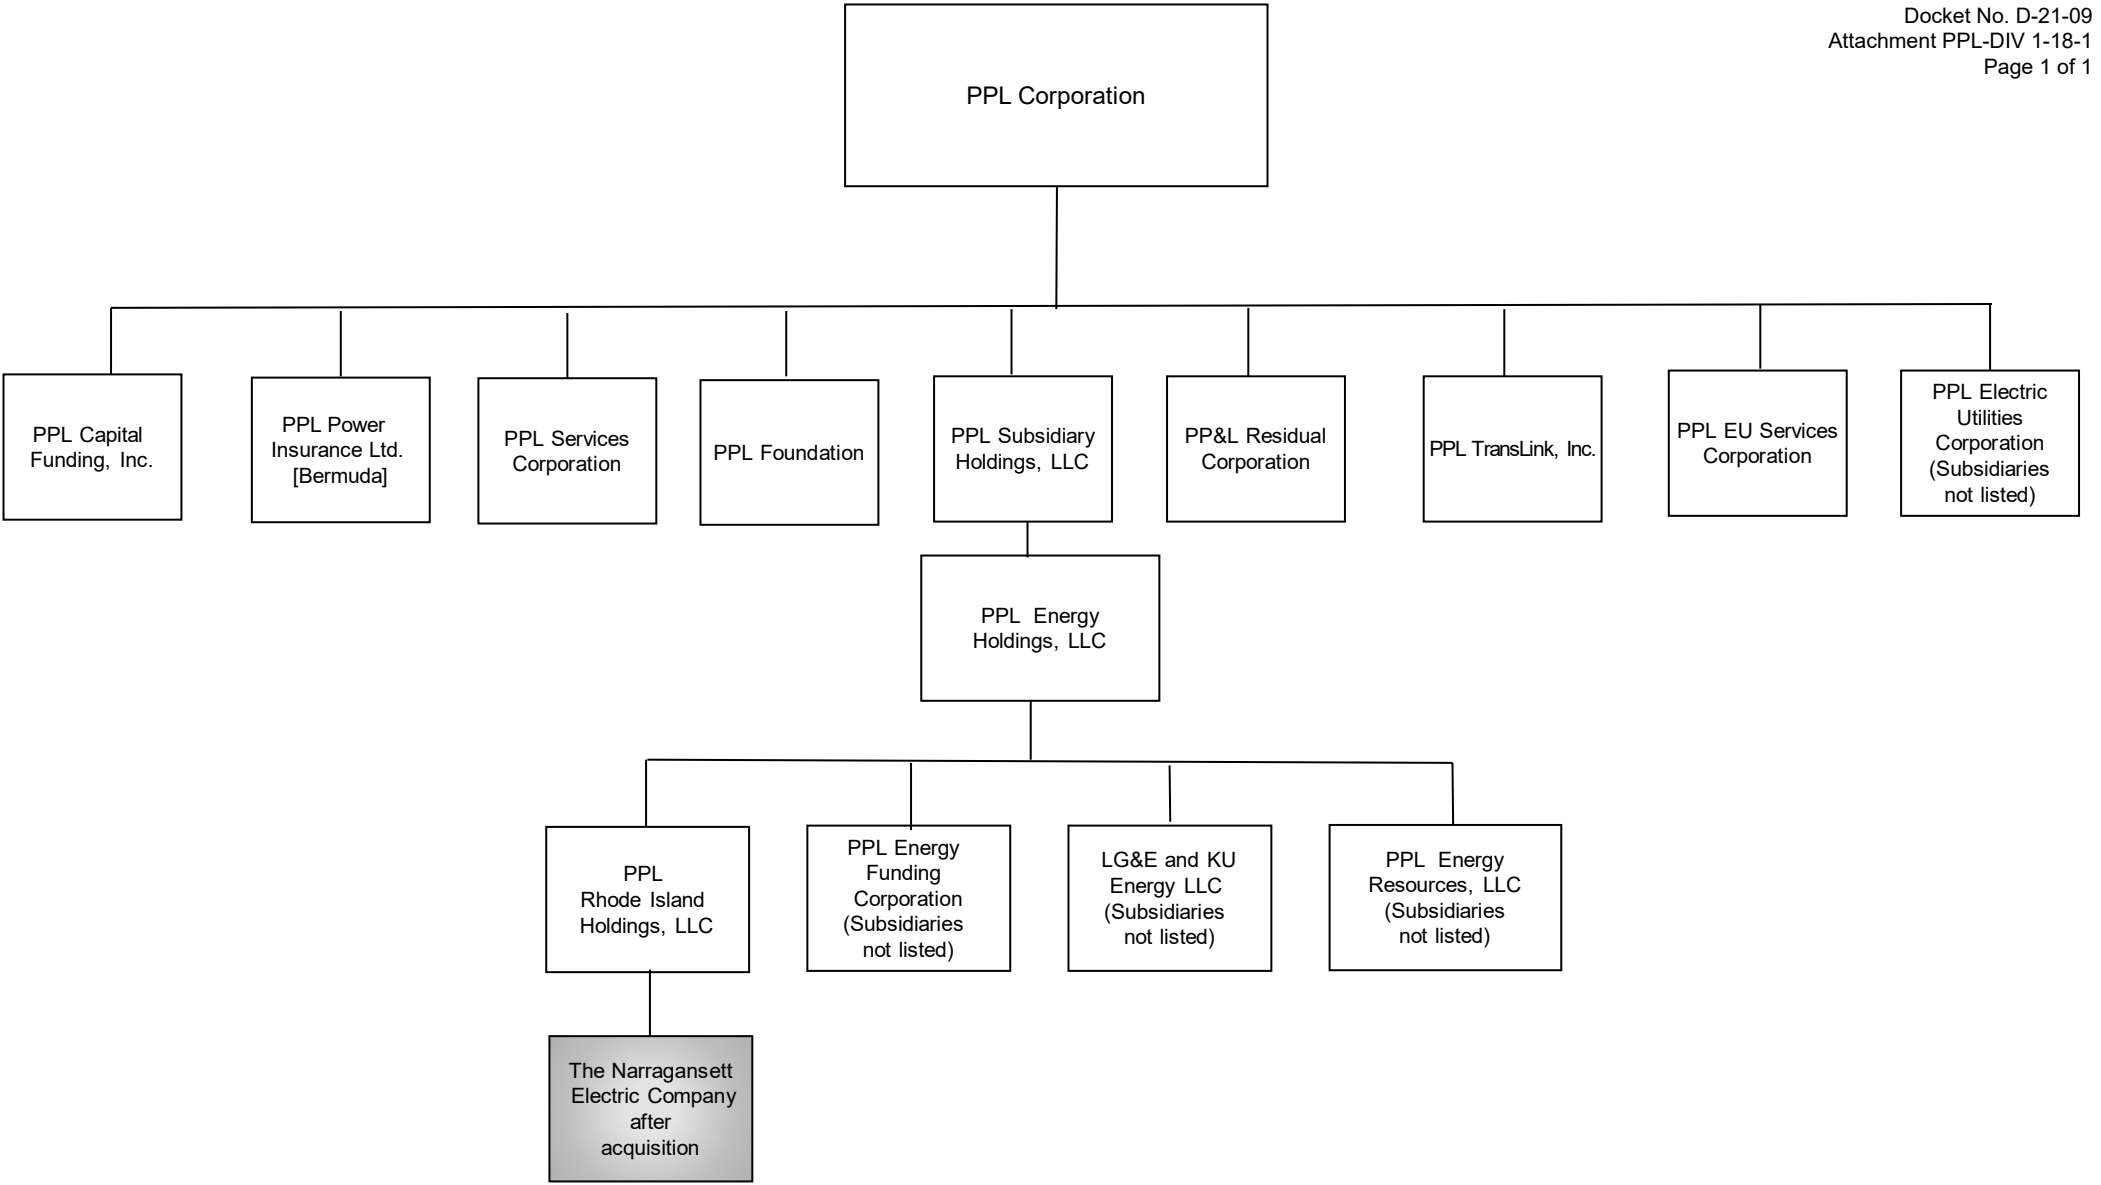 Docket No. D-21-09
Attachment PPL-DIV 1-18-1
Page 1 of 1
PPL Corporation
PPL Capital
Funding, Inc.
PPL Power
Insurance Ltd.
[Bermuda]
PPL Services
Corporation
PPL Foundation
PPL Subsidiary
Holdings, LLC
PP&L Residual
Corporation
PPL TransLink, Inc.
PPL EU Services
Corporation
PPL Electric
Utilities
Corporation
(Subsidiaries
not listed)
PPL Energy
Holdings, LLC
PPL
Rhode Island
Holdings, LLC
PPL Energy
Funding
Corporation
(Subsidiaries
not listed)
LG&E and KU
Energy LLC
(Subsidiaries
not listed)
PPL Energy
Resources, LLC
(Subsidiaries
not listed)
The Narragansett
Electric Company
after
acquisition